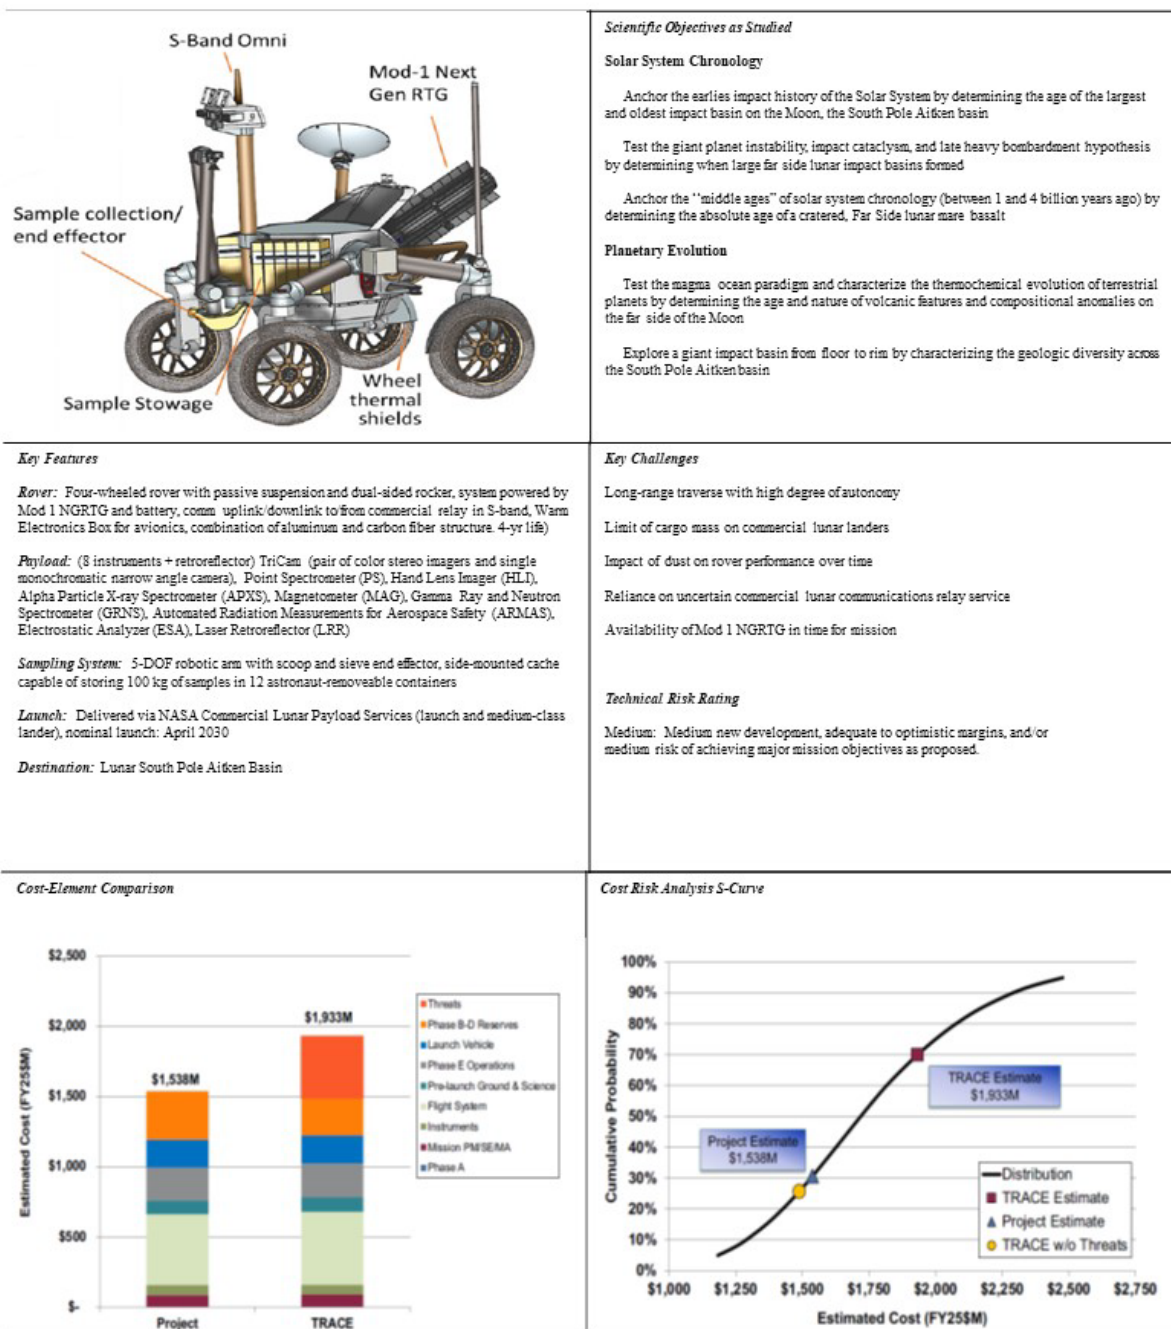 S-Band Omni
Mod-1 Next
Gen RTG
Sample collection/
end effector
Sample Stowage
Wheel
thermal
shields
Scientific Objectives as Studied
Solar System Chronology
Anchor the earlies impact history of the Solar System by determining the age of the largest
and oldest impact basin on the Moon, the South Pole Aitken basin
Test the giant planet instability, impact cataclysm, and late heavy bombardment hypothesis
by determining when large far side lunar impact basins formed
Anchor the “middle ages” of solar system chronology (between 1 and 4 billion years ago) by
determining the absolute age of a cratered, Far Side lunar mare basalt
Planetary Evolution
Test the magma ocean paradigm and characterize the thermochemical evolution of terrestrial
planets by determining the age and nature of volcanic features and compositional anomalies on
the far side of the Moon
Explore a giant impact basin from floor to rim by characterizing the geologic diversity across
the South Pole Aitken basin
Key Features
Rover: Four-wheeled rover with passive suspension and dual-sided rocker, system powered by
Mod 1 NGRTG and battery, comm uplink/downlink to/from commercial relay in S-band, Warm
Electronics Box for avionics, combination of aluminum and carbon fiber structure. 4-yr life)
Payload: (8 instruments + retroreflector) TriCam (pair of color stereo imagers and single
monochromatic narrow angle camera), Point Spectrometer (PS), Hand Lens Imager (HLI),
Alpha Particle X-ray Spectrometer (APXS), Magnetometer (MAG), Gamma Ray and Neutron
Spectrometer (GRNS), Automated Radiation Measurements for Aerospace Safety (ARMAS),
Electrostatic Analyzer (ESA), Laser Retroreflector (LRR)
Sampling System: 5-DOF robotic arm with scoop and sieve end effector, side-mounted cache
capable of storing 100 kg of samples in 12 astronaut-removeable containers
Launch: Delivered via NASA Commercial Lunar Payload Services (launch and medium-class
lander), nominal launch: April 2030
Destination: Lunar South Pole Aitken Basin
Key Challenges
Long-range traverse with high degree of autonomy
Limit of cargo mass on commercial lunar landers
Impact of dust on rover performance over time
Reliance on uncertain commercial lunar communications relay service
Availability of Mod 1 NGRTG in time for mission
Technical Risk Rating
Medium: Medium new development, adequate to optimistic margins, and/or
medium risk of achieving major mission objectives as proposed.
Cost-Element Comparison
Estimated Cost (FY25$M)
$2,500
$2,000
$1,500
$1,000
$500
$-
$1,538M
$1,933M
Project
TRACE
Threats
Phase B-D Reserves
Launch Vehicle
Phase E Operations
Pre-launch Ground & Science
Flight System
Instruments
Mission PM/SE/MA
Phase A
Cost Risk Analysis S-Curve
Cumulative Probability
100%
90%
80%
70%
60%
50%
40%
30%
20%
10%
0%
TRACE Estimate
$1,933M
Project Estimate
$1,538M
Distribution
TRACE Estimate
Project Estimate
TRACE w/o Threats
$1,000 $1,250 $1,500 $1,750 $2,000 $2,250 $2,500 $2,750
Estimated Cost (FY25$M)